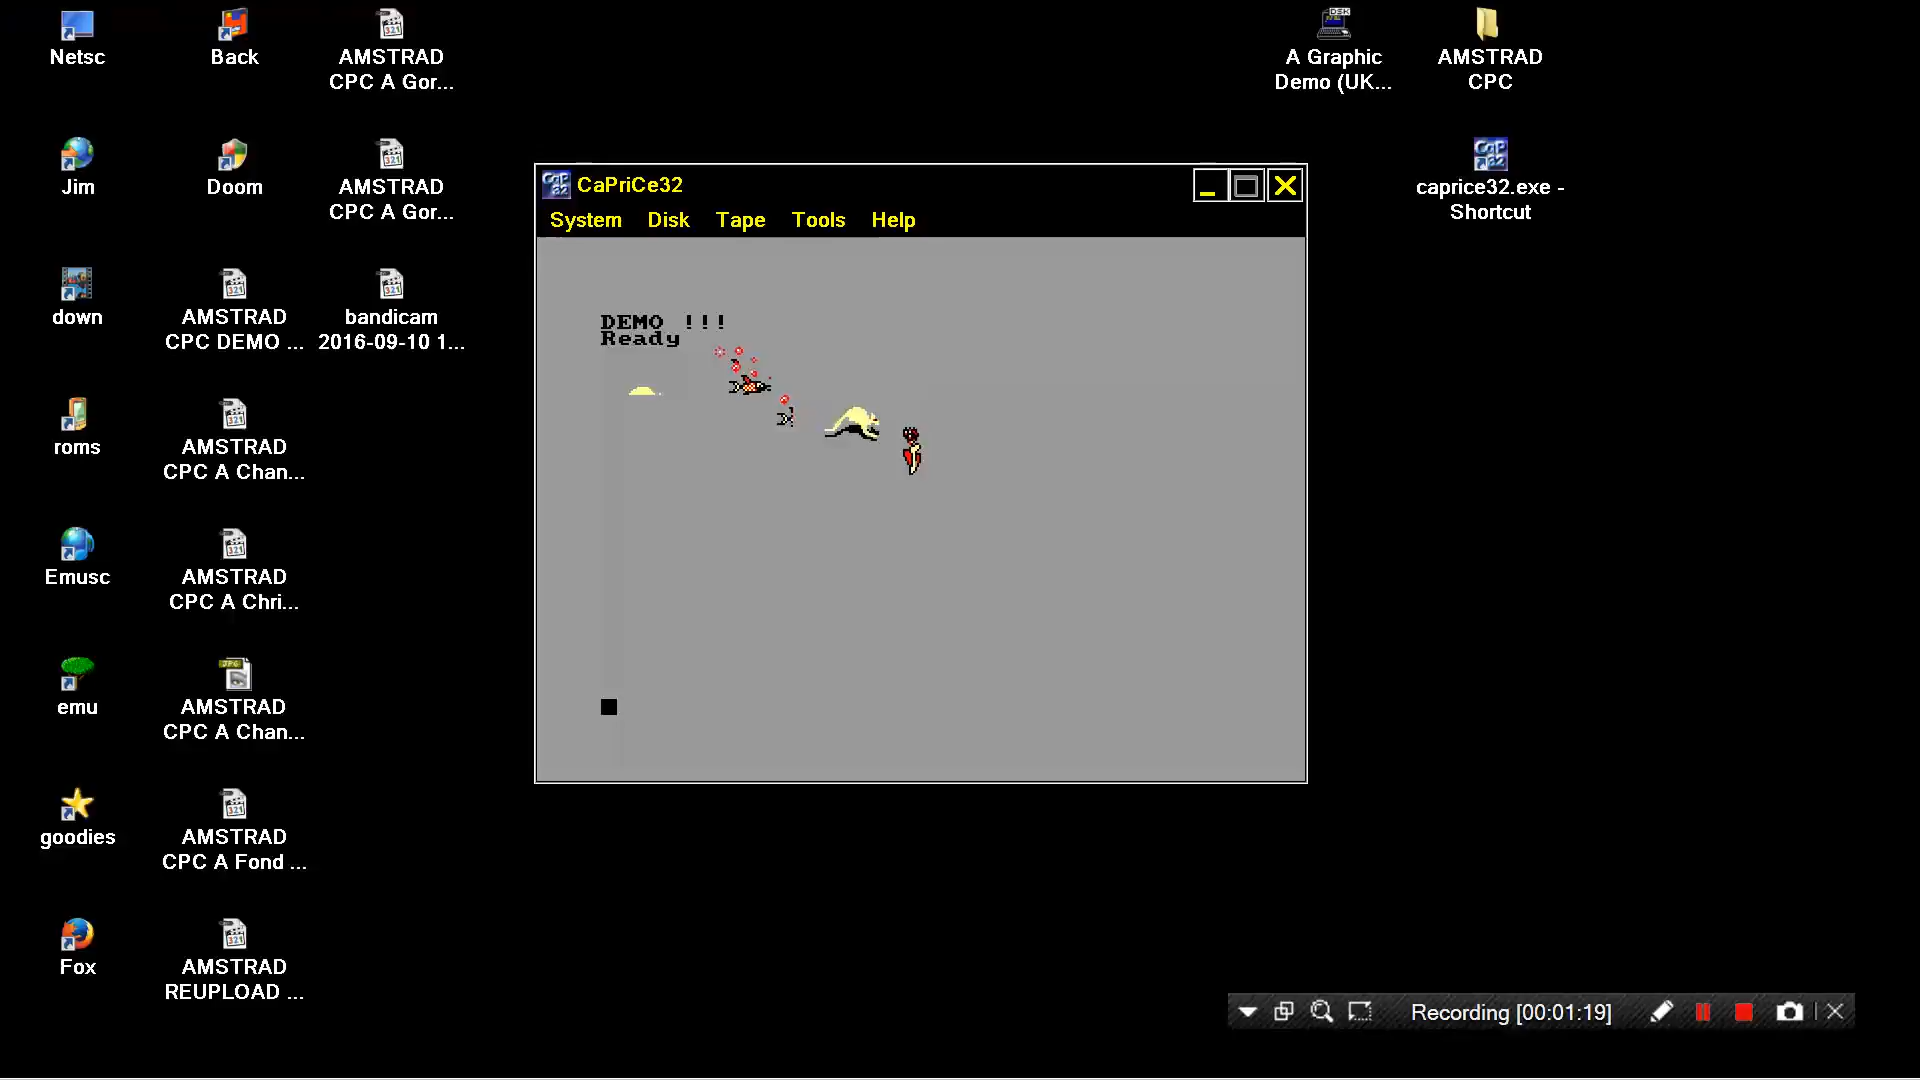 Netsc
Back
AMSTRAD
CPC A Gor...
Jim
Doom
AMSTRAD
CPC A Gor...
down
AMSTRAD
CPC DEMO ...
bandicam
2016-09-10 1...
roms
AMSTRAD
CPC A Chan...
Emusc
AMSTRAD
CPC A Chri...
emu
AMSTRAD
CPC A Chan...
goodies
AMSTRAD
CPC A Fond ...
Fox
AMSTRAD
REUPLOAD ...
CaPriCe32
System Disk Tape Tools Help
DEMO !!!
Ready
A Graphic
Demo (UK...
AMSTRAD
CPC
caprice32.exe -
Shortcut
Recording [00:01:19]